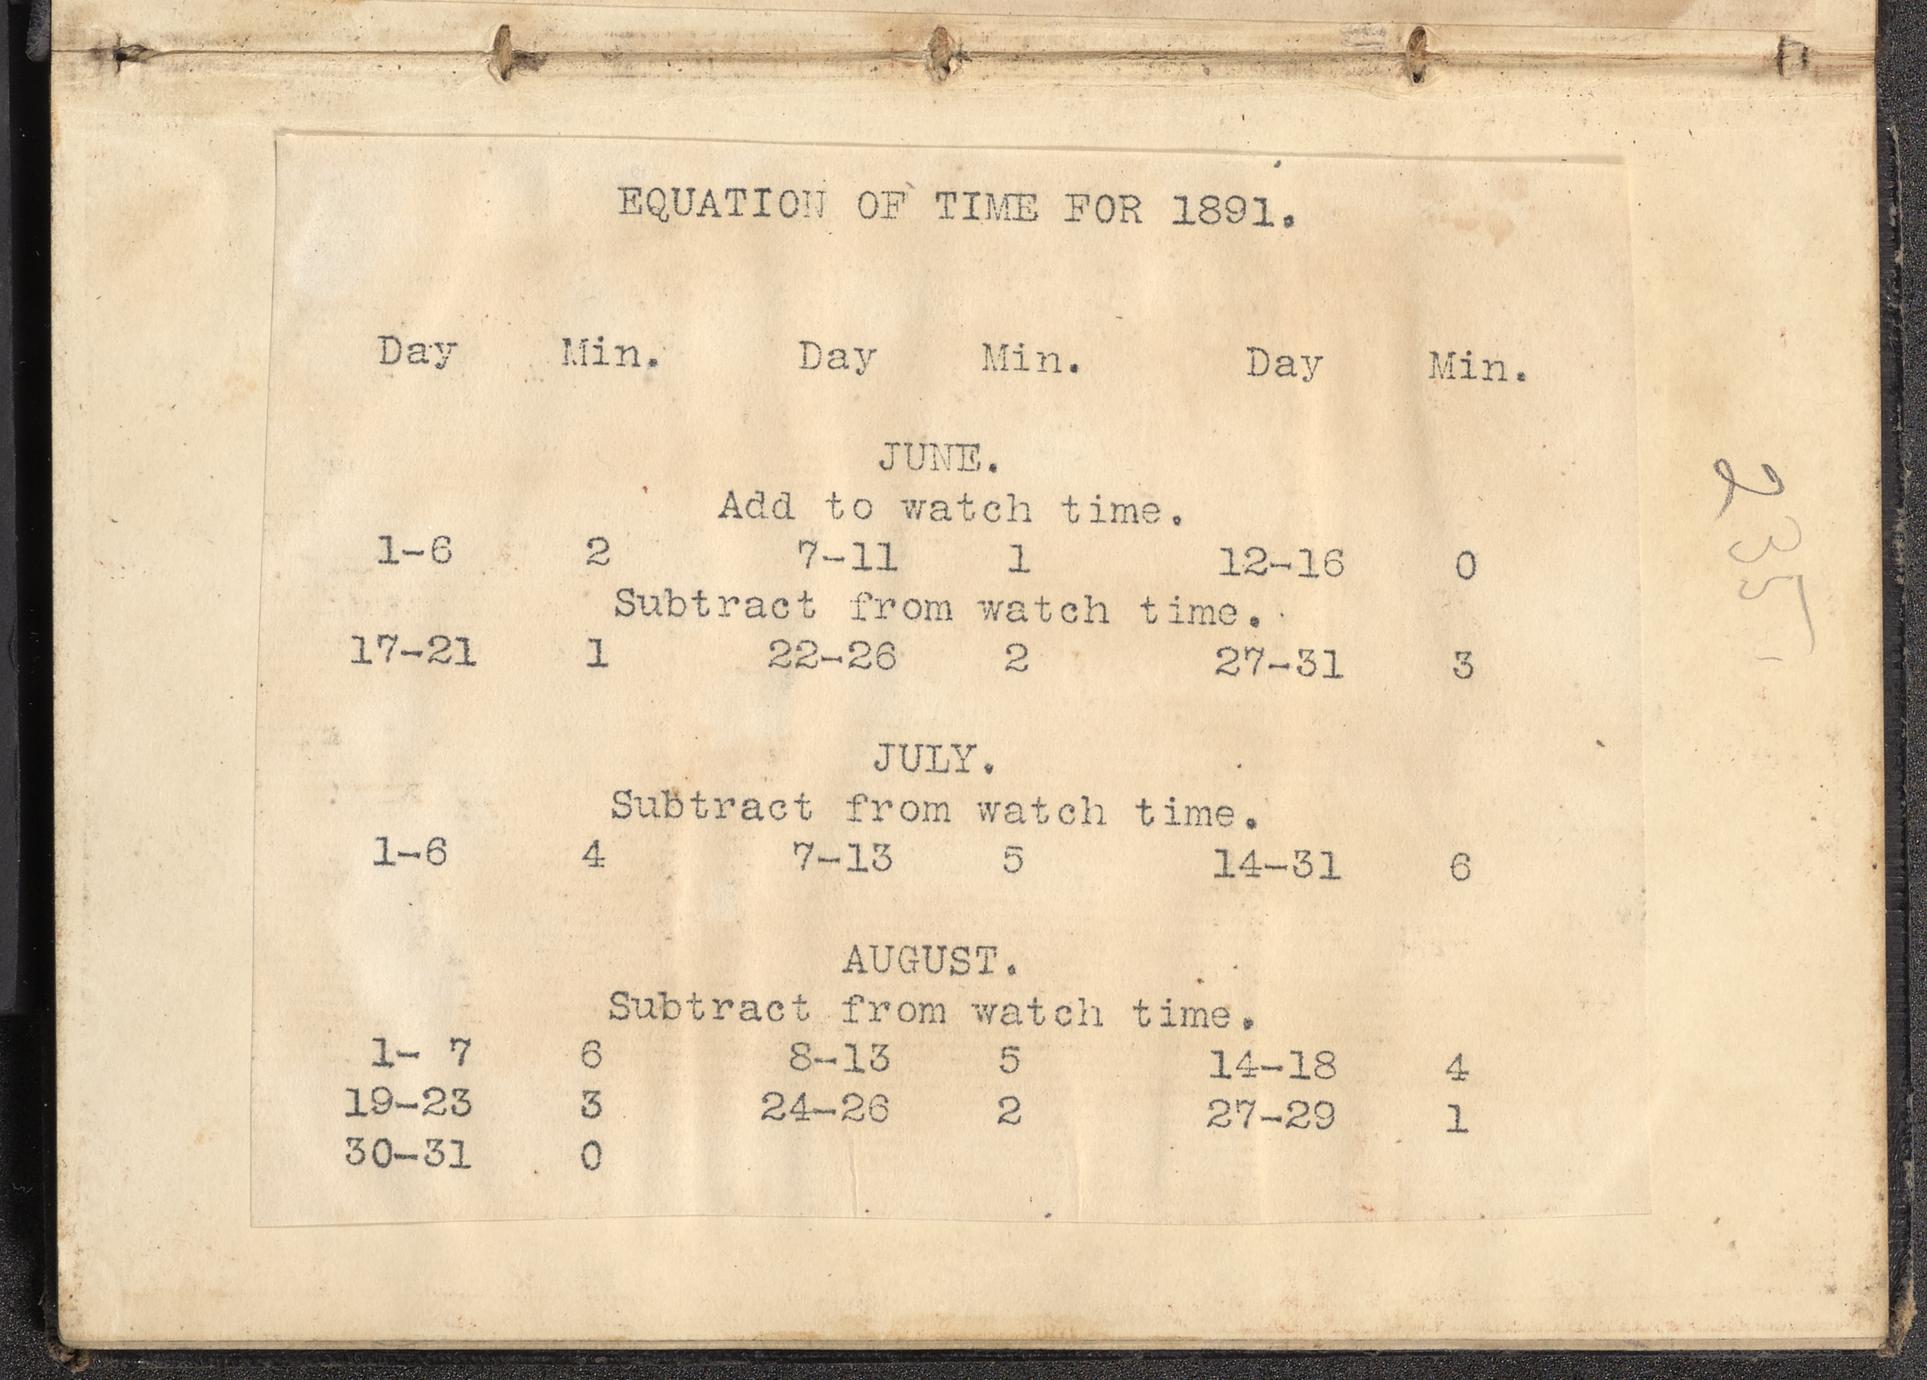 EQUATION OF TIME FOR 1891.
Day Min. Day Min. Day Min.
JUNE.
Add to watch time.
1-6 2 7-11 1 12-16 0
Subtract from watch time.
17-21 1 22-26 2 27-31 3
JULY.
Subtract from watch time.
1-6 4 7-13 5 14-31 6
AUGUST.
Subtract from watch time.
1- 7 6 8-13 5 14-18 4
19-23 3 24-26 2 27-29 1
30-31 0
235